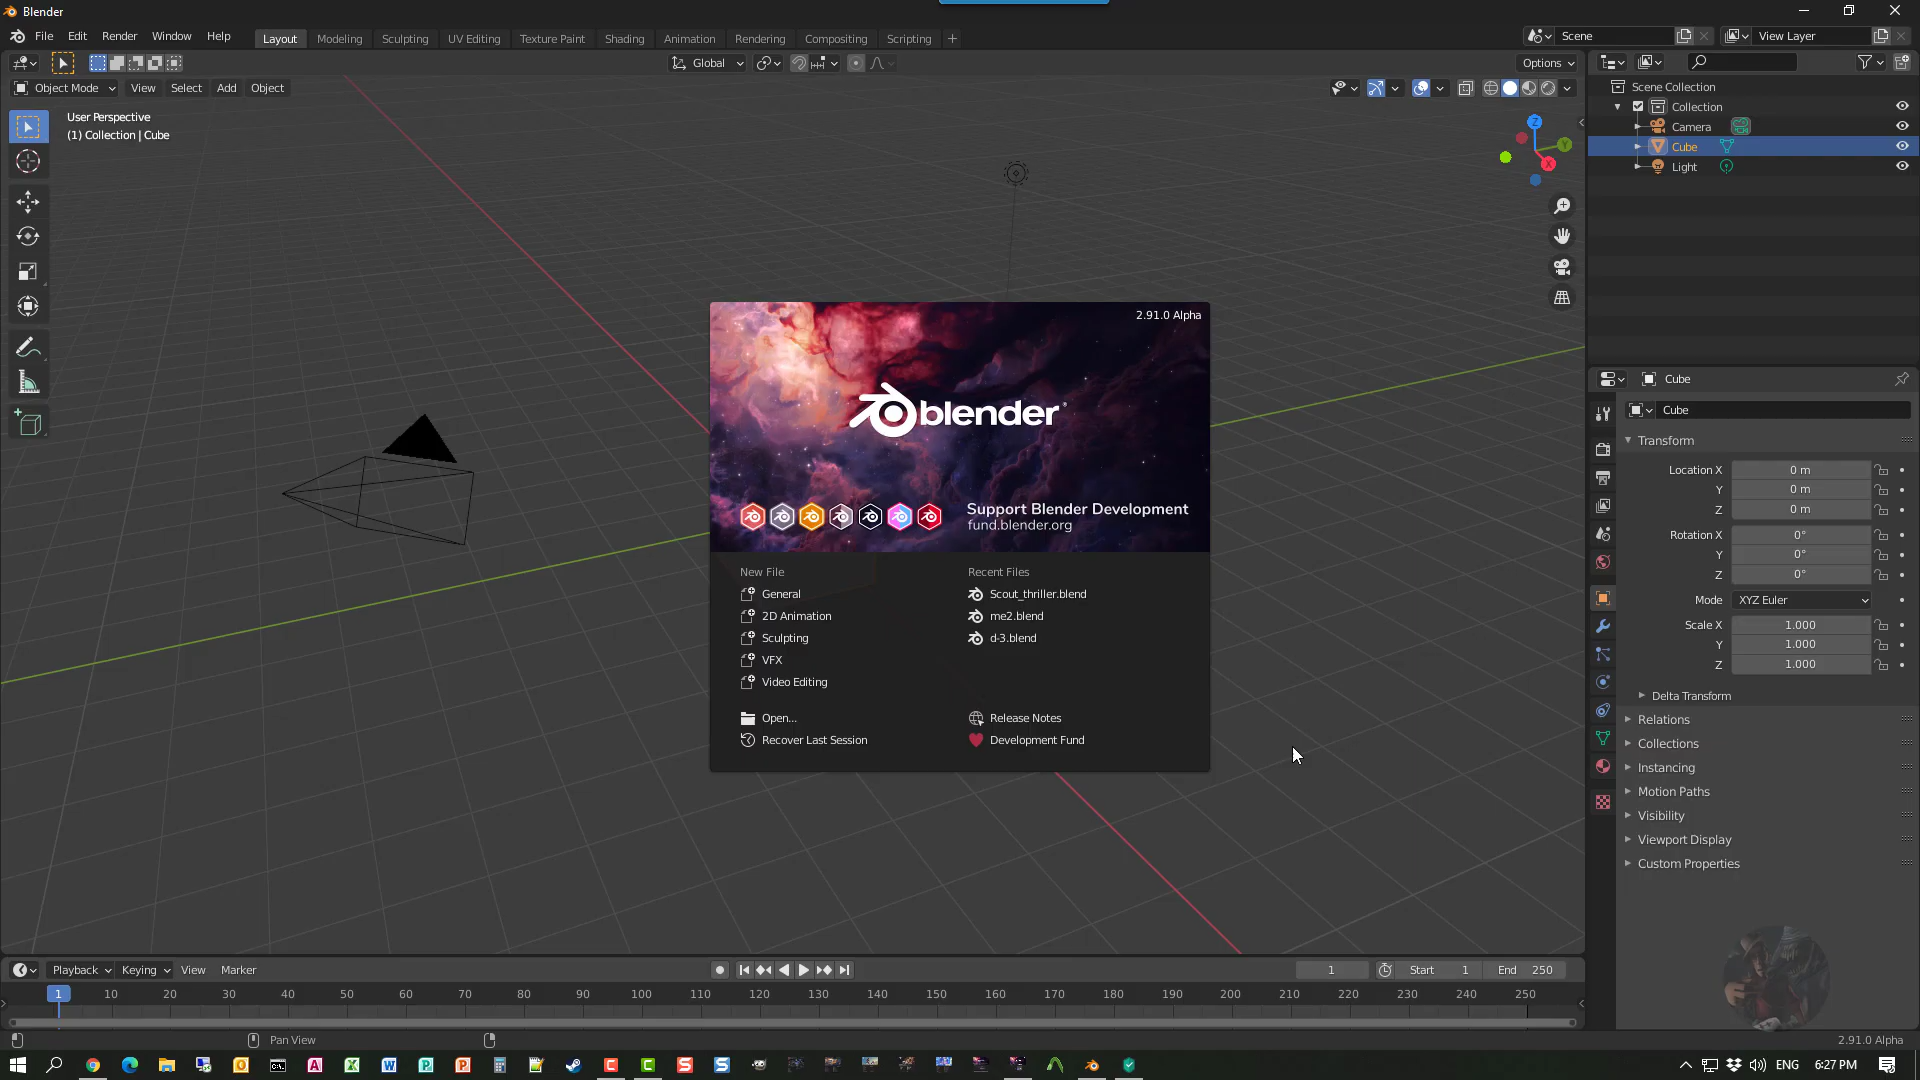 Blender
File Edit Render Window Help
Layout Modeling Sculpting UV Editing Texture Paint Shading Animation Rendering Compositing Scripting +
Scene
View Layer
Global
Options
Object Mode View Select Add Object
User Perspective
(1) Collection | Cube
Z
Y
X
Scene Collection
Collection
Camera
Cube
Light
2.91.0 Alpha
blender
Support Blender Development
fund.blender.org
New File
General
2D Animation
Sculpting
VFX
Video Editing
Open...
Recover Last Session
Recent Files
Scout_thriller.blend
me2.blend
d-3.blend
Release Notes
Development Fund
Cube
Cube
Transform
Location X 0 m
Y 0 m
Z 0 m
Rotation X 0°
Y 0°
Z 0°
Mode XYZ Euler
Scale X 1.000
Y 1.000
Z 1.000
Delta Transform
Relations
Collections
Instancing
Motion Paths
Visibility
Viewport Display
Custom Properties
Playback Keying View Marker
1 Start 1 End 250
1 10 20 30 40 50 60 70 80 90 100 110 120 130 140 150 160 170 180 190 200 210 220 230 240 250
Pan View
2.91.0 Alpha
ENG 6:27 PM